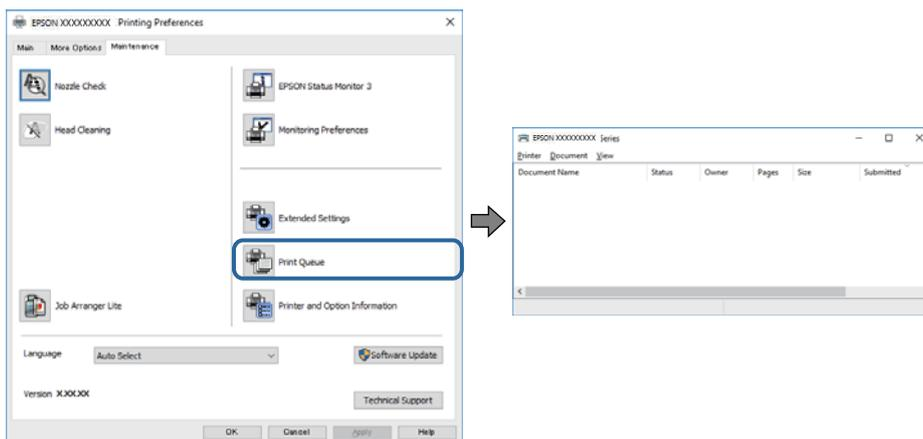 EPSON XXXXXXXXX Printing Preferences
Main More Options Maintenance
Nozzle Check
EPSON Status Monitor 3
Head Cleaning
Monitoring Preferences
Extended Settings
Print Queue
Job Arranger Lite
Printer and Option Information
Language Auto Select Software Update
Version X.XX.XX
Technical Support
OK Cancel Apply Help
EPSON XXXXXXXXX Series
Printer Document View
Document Name Status Owner Pages Size Submitted